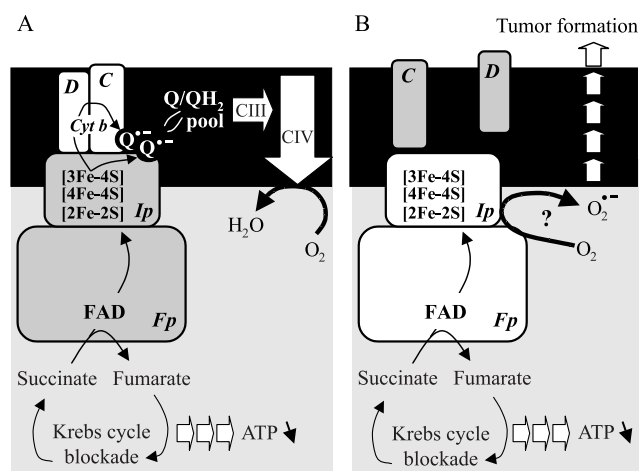 A
D
C
Q/QH₂
pool
CIII
CIV
Cyt b
Q•−
Q•−
[3Fe-4S]
[4Fe-4S]
[2Fe-2S]
Ip
H₂O
O₂
FAD
Fp
Succinate
Fumarate
Krebs cycle
blockade
ATP
B
Tumor formation
C
D
[3Fe-4S]
[4Fe-4S]
[2Fe-2S]
Ip
?
O₂•−
O₂
FAD
Fp
Succinate
Fumarate
Krebs cycle
blockade
ATP